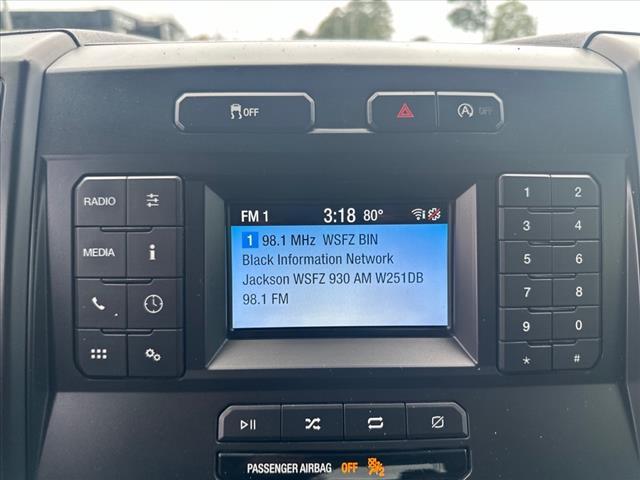 OFF
A OFF
RADIO
MEDIA
FM 1 3:18 80°
1 98.1 MHz WSFZ BIN
Black Information Network
Jackson WSFZ 930 AM W251DB
98.1 FM
1 2
3 4
5 6
7 8
9 0
* #
PASSENGER AIRBAG OFF 2